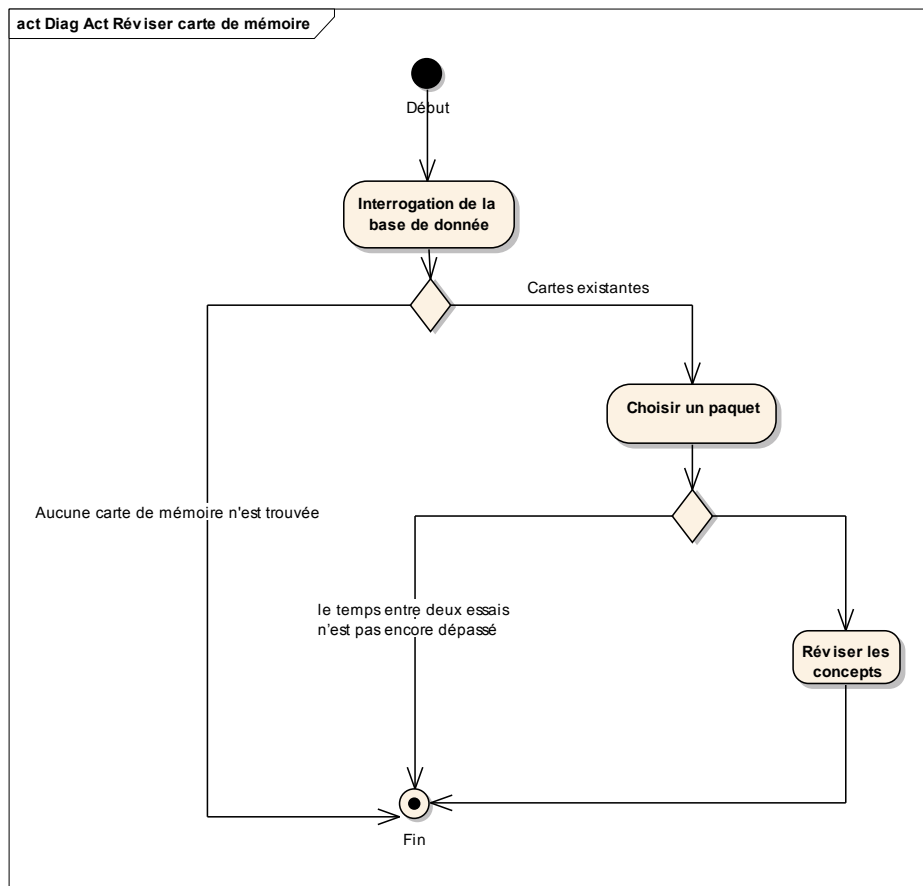 act Diag Act Réviser carte de mémoire
Début
Interrogation de la
base de donnée
Cartes existantes
Choisir un paquet
Aucune carte de mémoire n'est trouvée
le temps entre deux essais
n’est pas encore dépassé
Réviser les
concepts
Fin